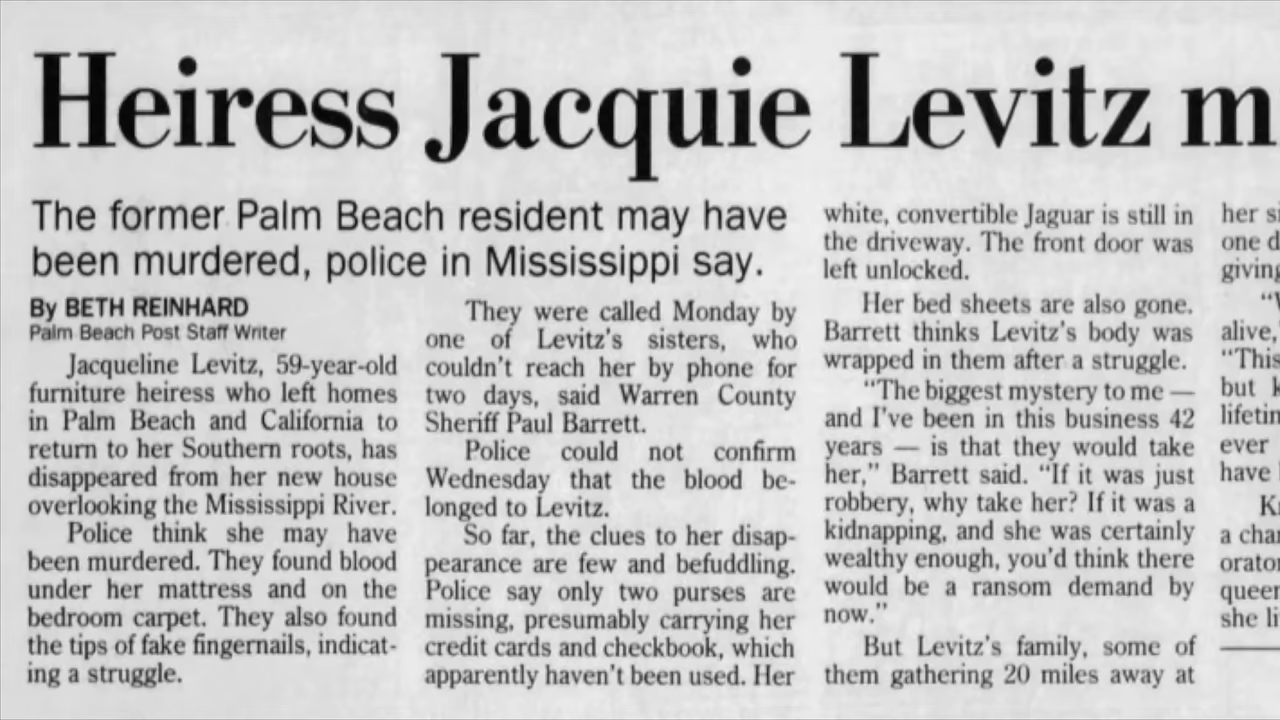 Heiress Jacquie Levitz m
The former Palm Beach resident may have
been murdered, police in Mississippi say.
By BETH REINHARD
Palm Beach Post Staff Writer
Jacqueline Levitz, 59-year-old
furniture heiress who left homes
in Palm Beach and California to
return to her Southern roots, has
disappeared from her new house
overlooking the Mississippi River.
Police think she may have
been murdered. They found blood
under her mattress and on the
bedroom carpet. They also found
the tips of fake fingernails, indicat-
ing a struggle.
They were called Monday by
one of Levitz's sisters, who
couldn't reach her by phone for
two days, said Warren County
Sheriff Paul Barrett.
Police could not confirm
Wednesday that the blood be-
longed to Levitz.
So far, the clues to her disap-
pearance are few and befuddling.
Police say only two purses are
missing, presumably carrying her
credit cards and checkbook, which
apparently haven't been used. Her
white, convertible Jaguar is still in
the driveway. The front door was
left unlocked.
Her bed sheets are also gone.
Barrett thinks Levitz's body was
wrapped in them after a struggle.
"The biggest mystery to me —
and I've been in this business 42
years — is that they would take
her," Barrett said. "If it was just
robbery, why take her? If it was a
kidnapping, and she was certainly
wealthy enough, you'd think there
would be a ransom demand by
now."
But Levitz's family, some of
them gathering 20 miles away at
her si
one d
giving
alive,
"This
but
lifetin
ever
have
a char
orator
queen
she li